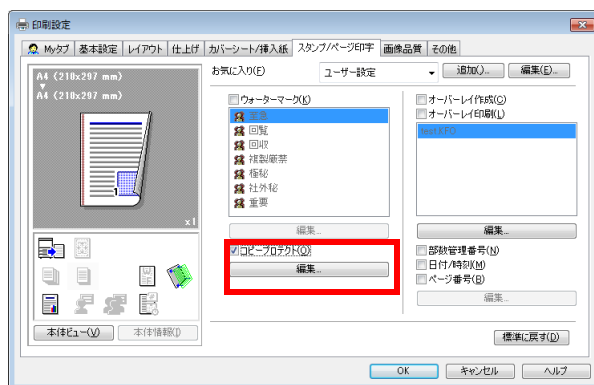 印刷設定
Myタブ 基本設定 レイアウト 仕上げ カバーシート/挿入紙 スタンプ/ページ印字 画像品質 その他
A4 (210x297 mm)
A4 (210x297 mm)
1
x1
本体ビュー(V) 本体情報(I)
お気に入り(F) ユーザー設定 追加(J)... 編集(E)...
ウォーターマーク(K)
回覧
回収
複製厳禁
極秘
社外秘
重要
編集...
コピープロテクト(O)
編集...
オーバーレイ作成(C)
オーバーレイ印刷(L)
test KFO
編集...
部数管理番号(N)
日付/時刻(M)
ページ番号(B)
編集...
標準に戻す(D)
OK キャンセル ヘルプ